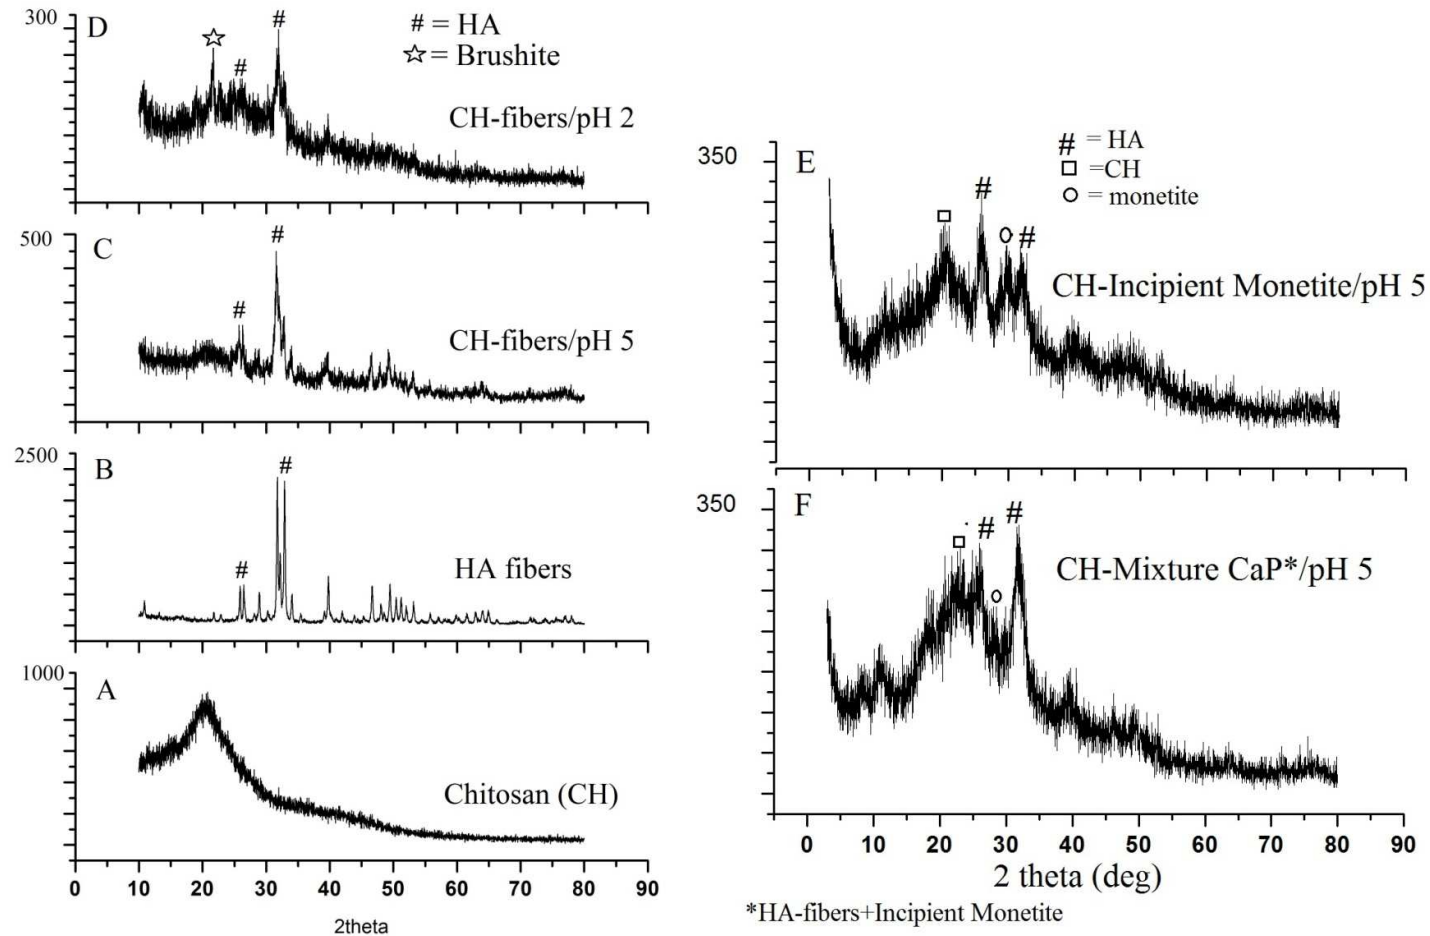 300
D
☆
#
#
# = HA
☆= Brushite
CH-fibers/pH 2
500
C
#
#
CH-fibers/pH 5
2500
B
#
#
HA fibers
1000
A
Chitosan (CH)
0 10 20 30 40 50 60 70 80 90
2theta
350
E
□
#
○
#
# = HA
□ =CH
○ = monetite
CH-Incipient Monetite/pH 5
350
F
□
#
○
#
CH-Mixture CaP*/pH 5
0 10 20 30 40 50 60 70 80 90
2 theta (deg)
*HA-fibers+Incipient Monetite